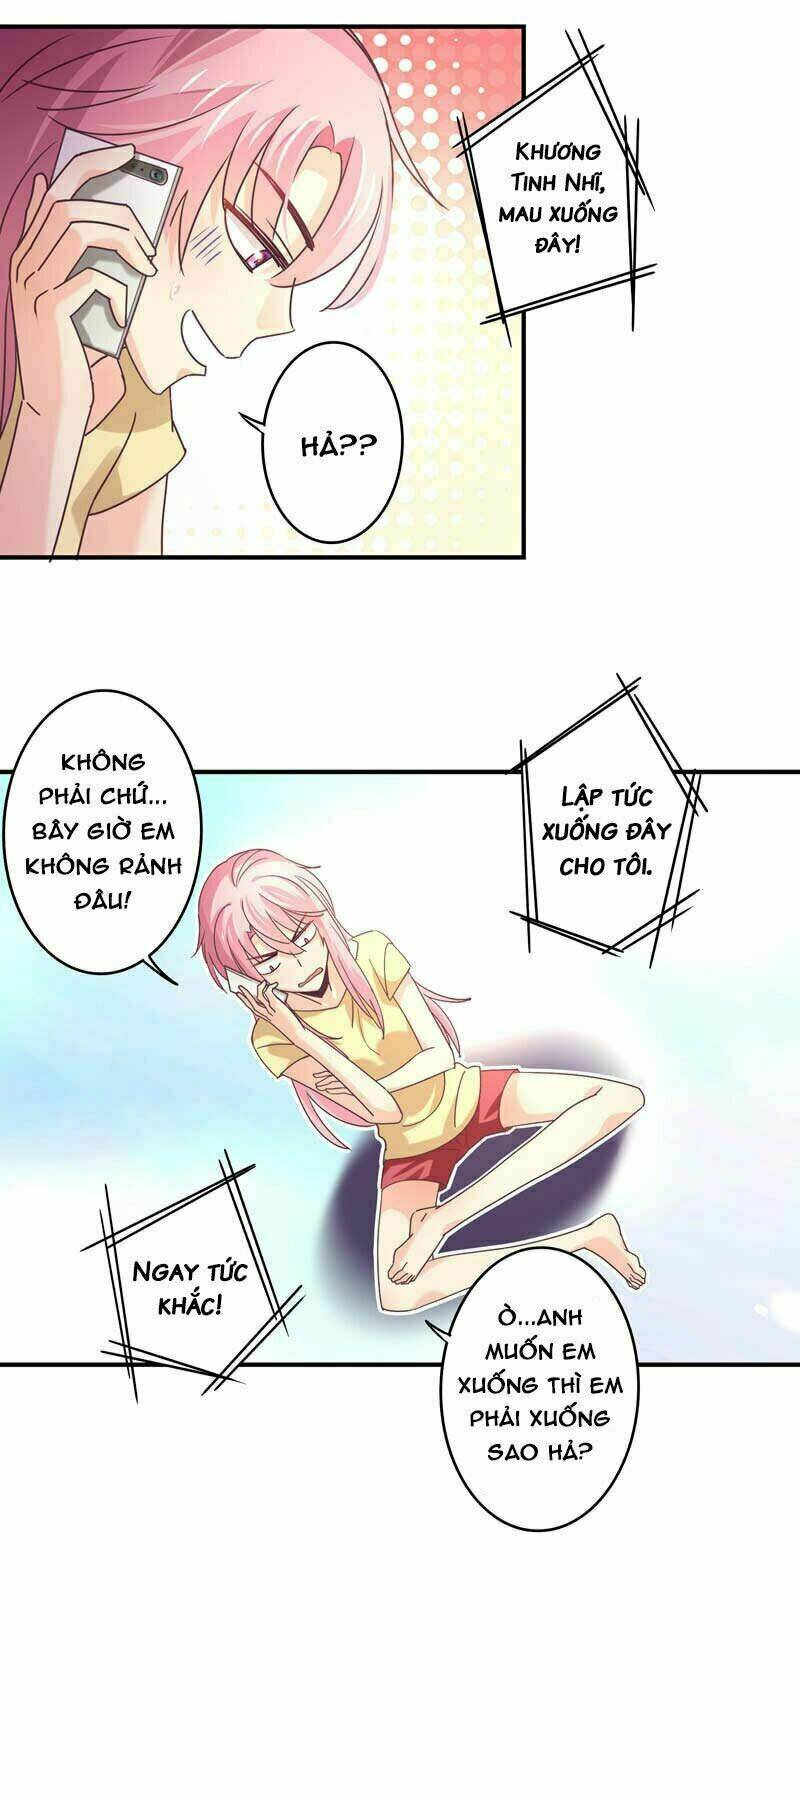 Khương
Tinh Nhĩ,
mau xuống
đây!
Hả??
Không
phải chứ...
Bây giờ em
không rảnh
đâu!
Lập tức
xuống đây
cho tôi.
Ngay tức
khắc!
Ò...Anh
muốn em
xuống thì em
phải xuống
sao hả?